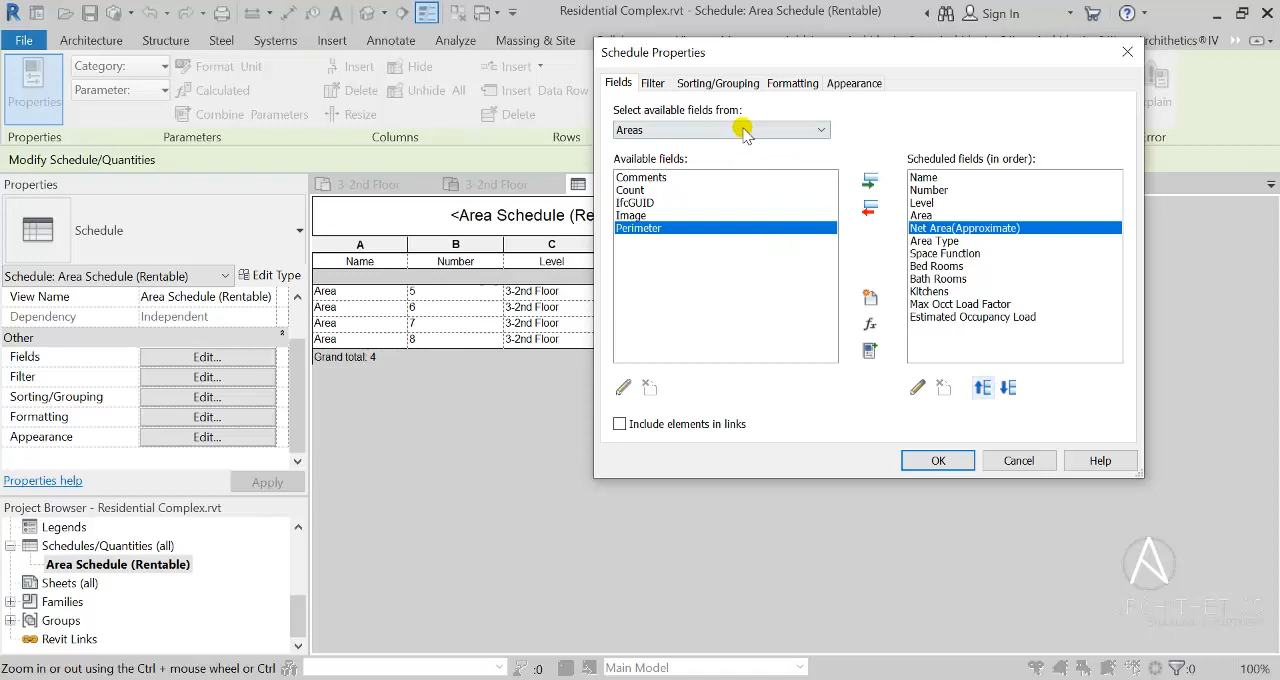 Residential Complex.rvt - Schedule: Area Schedule (Rentable)
Sign In
File
Architecture
Structure
Steel
Systems
Insert
Annotate
Analyze
Massing & Site
rchithetics®IV
Properties
Category:
Parameter:
Format Unit
Calculated
Combine Parameters
Insert
Delete
Resize
Hide
Unhide All
Insert
Insert Data Row
Delete
Properties
Parameters
Columns
Rows
Modify Schedule/Quantities
Properties
3-2nd Floor
3-2nd Floor
Schedule
Schedule: Area Schedule (Rentable)
Edit Type
View Name
Area Schedule (Rentable)
Dependency
Independent
Other
Fields
Edit...
Filter
Edit...
Sorting/Grouping
Edit...
Formatting
Edit...
Appearance
Edit...
Properties help
Apply
Project Browser - Residential Complex.rvt
Legends
Schedules/Quantities (all)
Area Schedule (Rentable)
Sheets (all)
Families
Groups
Revit Links
<Area Schedule (Re
A B C
Name Number Level
Area 5 3-2nd Floor
Area 6 3-2nd Floor
Area 7 3-2nd Floor
Area 8 3-2nd Floor
Grand total: 4
Schedule Properties
Fields
Filter
Sorting/Grouping
Formatting
Appearance
Select available fields from:
Areas
Available fields:
Comments
Count
IfcGUID
Image
Perimeter
Scheduled fields (in order):
Name
Number
Level
Area
Net Area(Approximate)
Area Type
Space Function
Bed Rooms
Bath Rooms
Kitchens
Max Occt Load Factor
Estimated Occupancy Load
Include elements in links
OK
Cancel
Help
Zoom in or out using the Ctrl + mouse wheel or Ctrl
:0
Main Model
:0
100%